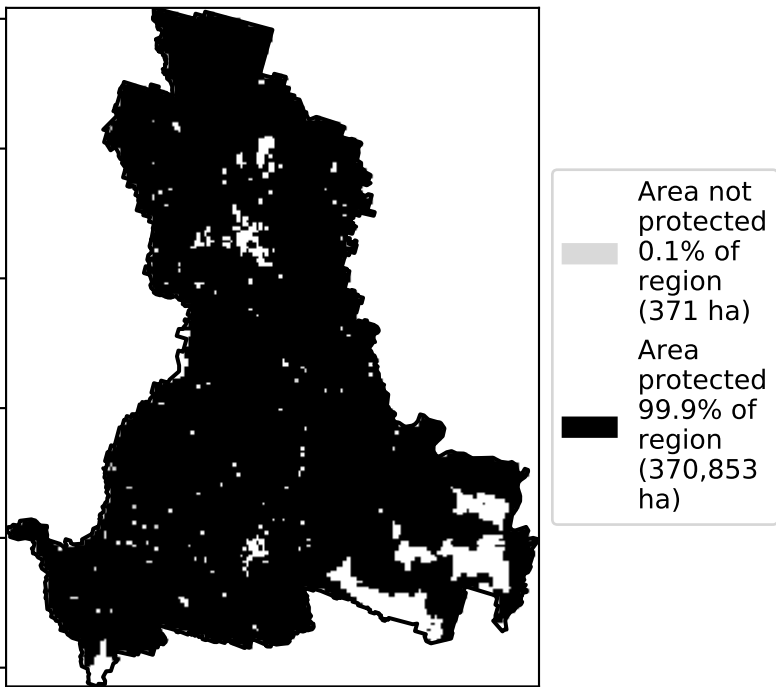 Area not
protected
0.1% of
region
(371 ha)
Area
protected
99.9% of
region
(370,853
ha)